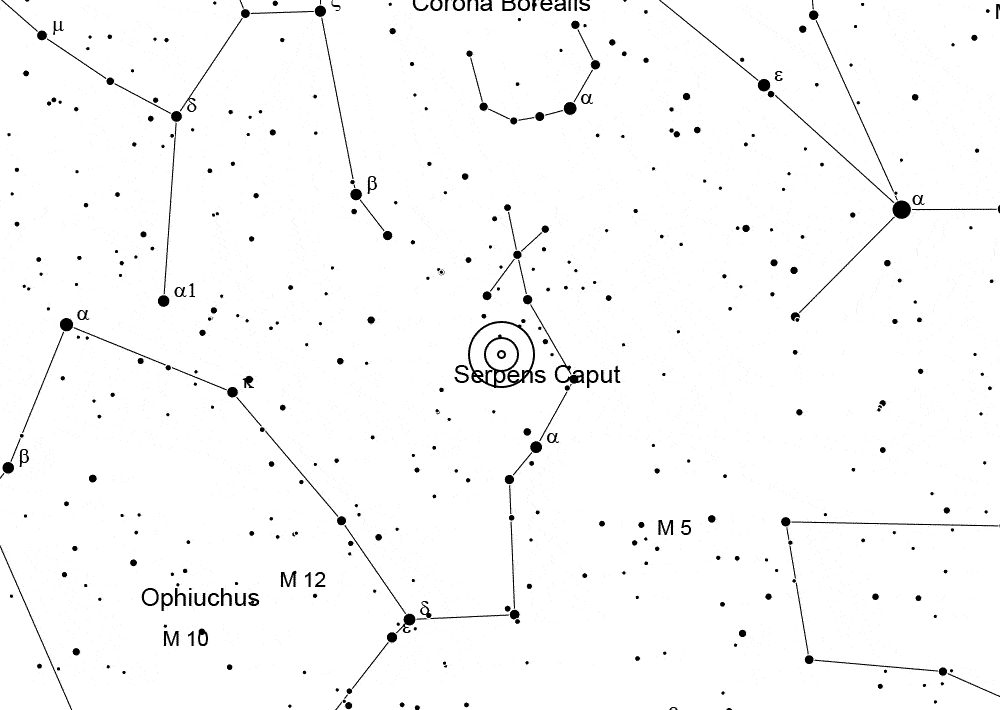 Corona Borealis
ζ
μ
ε
α
δ
β
α
α1
α
κ
Serpens Caput
α
β
M 5
M 12
Ophiuchus
δ
ε
M 10